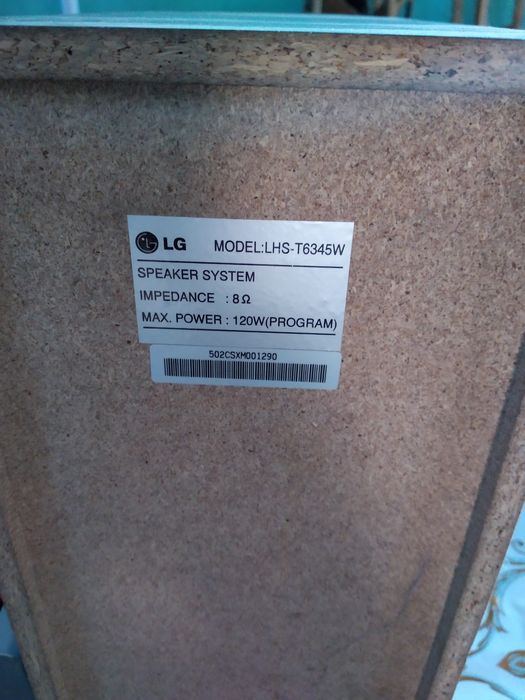 LG MODEL:LHS-T6345W
SPEAKER SYSTEM
IMPEDANCE : 8Ω
MAX. POWER : 120W(PROGRAM)
502CSXM001290